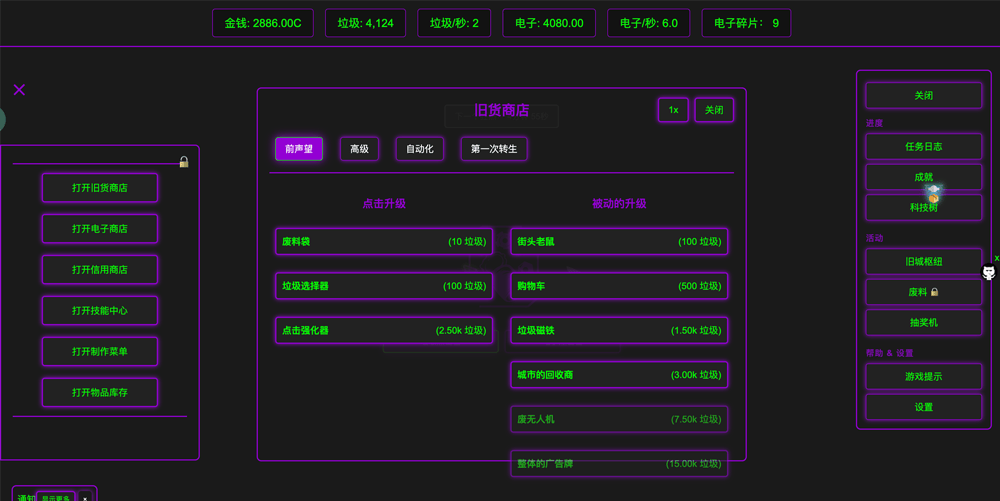 金钱: 2886.00C 垃圾: 4,124 垃圾/秒: 2 电子: 4080.00 电子/秒: 6.0 电子碎片: 9
×
打开旧货商店
打开电子商店
打开信用商店
打开技能中心
打开制作菜单
打开物品库存
通知 显示更多 ×
旧货商店 1x 关闭
前声望 高级 自动化 第一次转生
点击升级
废料袋 (10 垃圾)
垃圾选择器 (100 垃圾)
点击强化器 (2.50k 垃圾)
被动的升级
街头老鼠 (100 垃圾)
购物车 (500 垃圾)
垃圾磁铁 (1.50k 垃圾)
城市的回收商 (3.00k 垃圾)
废无人机 (7.50k 垃圾)
整体的广告牌 (15.00k 垃圾)
关闭
进度
任务日志
成就
科技树
活动
旧城枢纽
x
废料
抽奖机
帮助 & 设置
游戏提示
设置